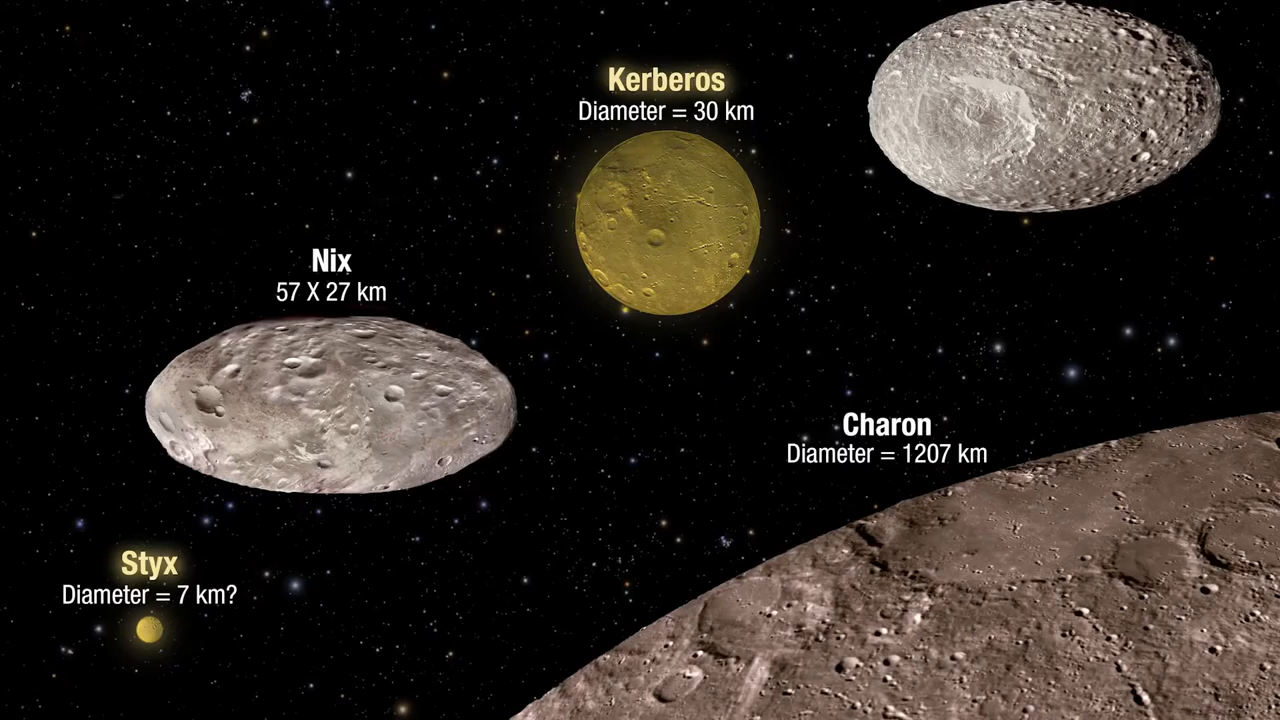 Kerberos
Diameter = 30 km
Nix
57 X 27 km
Charon
Diameter = 1207 km
Styx
Diameter = 7 km?